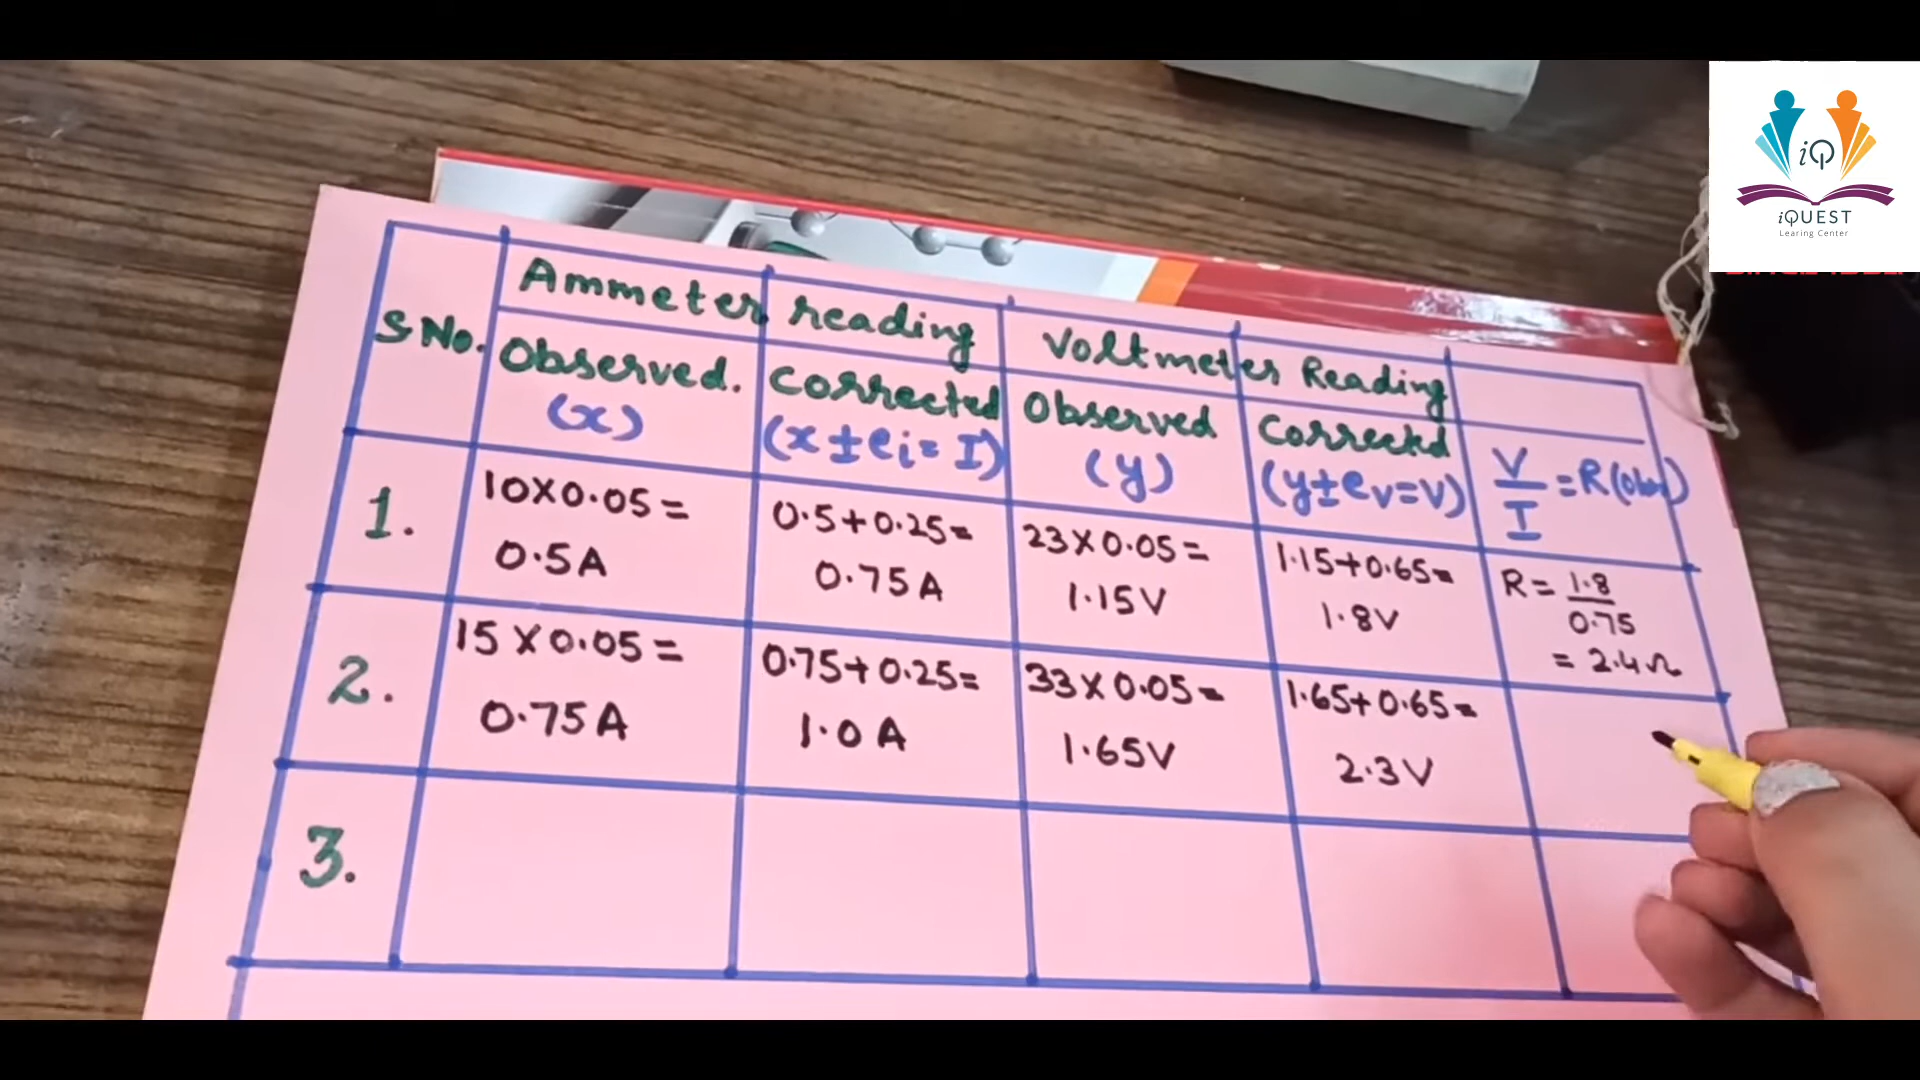 iQ
iQUEST
Learing Center
Ammeter reading
Voltmeter Reading
S No.
Observed.
(x)
Corrected
(x ± ei = I)
Observed
(y)
Corrected
(y ± ev = V)
V/I = R(obs)
1.
10×0.05=
0.5A
0.5+0.25=
0.75A
23×0.05=
1.15V
1.15+0.65=
1.8V
R = 1.8/0.75
= 2.4Ω
2.
15×0.05=
0.75A
0.75+0.25=
1.0A
33×0.05=
1.65V
1.65+0.65=
2.3V
3.